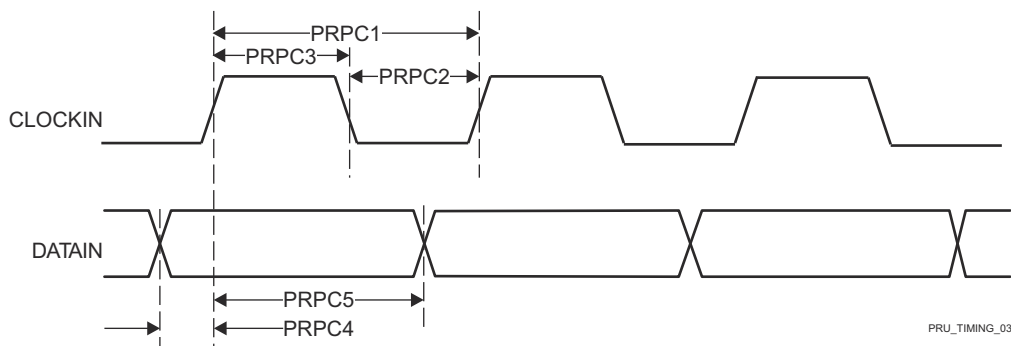 PRPC1
PRPC3
PRPC2
CLOCKIN
DATAIN
PRPC5
PRPC4
PRU_TIMING_03